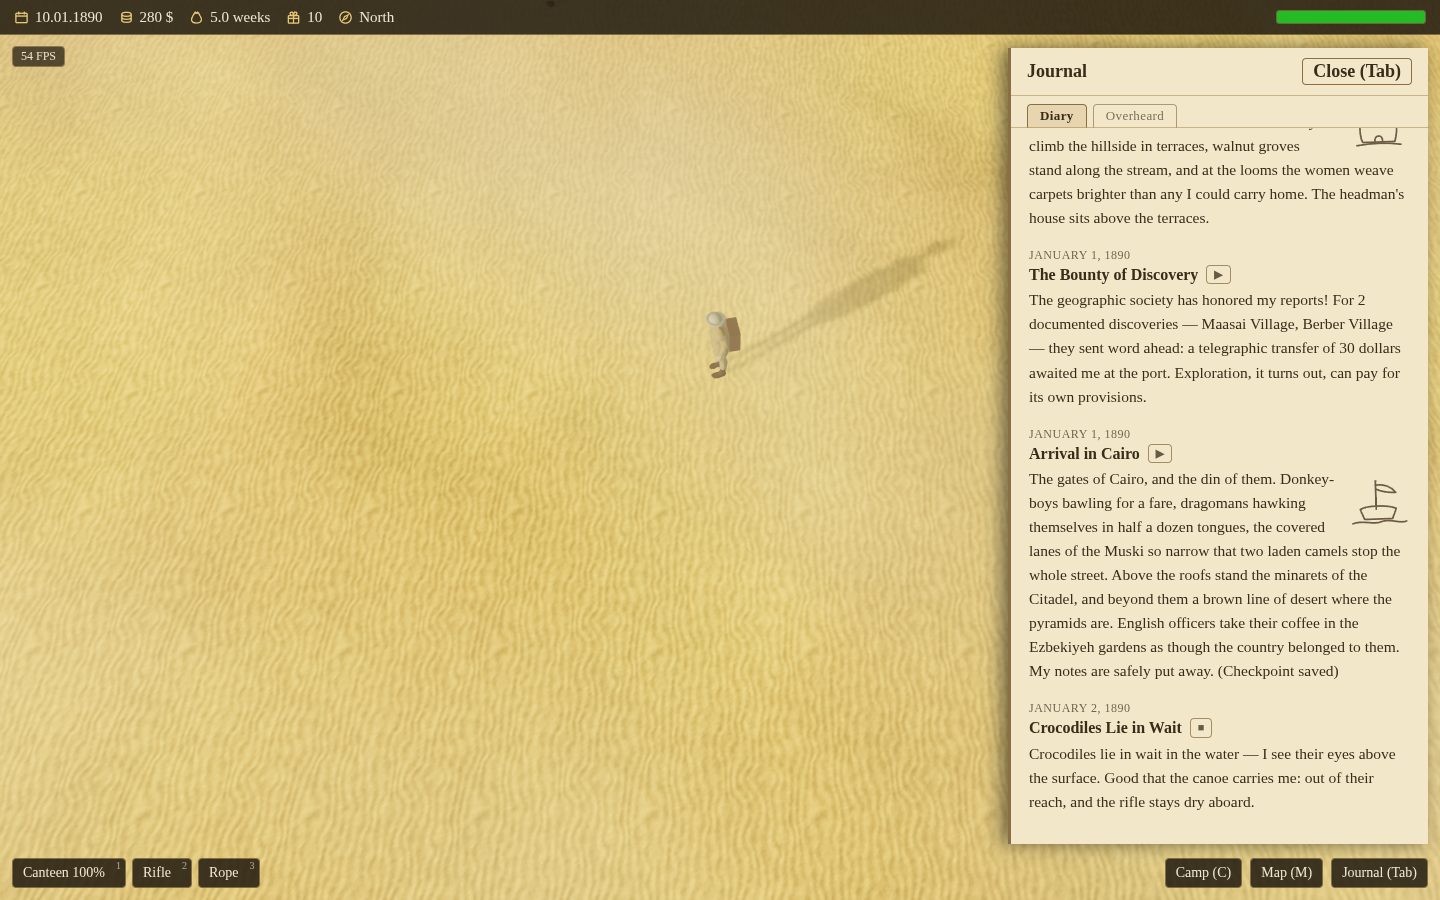 10.01.1890 280 $ 5.0 weeks 10 North
54 FPS
Journal
Close (Tab)
Diary Overheard
climb the hillside in terraces, walnut groves
stand along the stream, and at the looms the women weave
carpets brighter than any I could carry home. The headman's
house sits above the terraces.
JANUARY 1, 1890
The Bounty of Discovery
The geographic society has honored my reports! For 2
documented discoveries — Maasai Village, Berber Village
— they sent word ahead: a telegraphic transfer of 30 dollars
awaited me at the port. Exploration, it turns out, can pay for
its own provisions.
JANUARY 1, 1890
Arrival in Cairo
The gates of Cairo, and the din of them. Donkey-
boys bawling for a fare, dragomans hawking
themselves in half a dozen tongues, the covered
lanes of the Muski so narrow that two laden camels stop the
whole street. Above the roofs stand the minarets of the
Citadel, and beyond them a brown line of desert where the
pyramids are. English officers take their coffee in the
Ezbekiyeh gardens as though the country belonged to them.
My notes are safely put away. (Checkpoint saved)
JANUARY 2, 1890
Crocodiles Lie in Wait
Crocodiles lie in wait in the water — I see their eyes above
the surface. Good that the canoe carries me: out of their
reach, and the rifle stays dry aboard.
Canteen 100% 1 Rifle 2 Rope 3
Camp (C) Map (M) Journal (Tab)